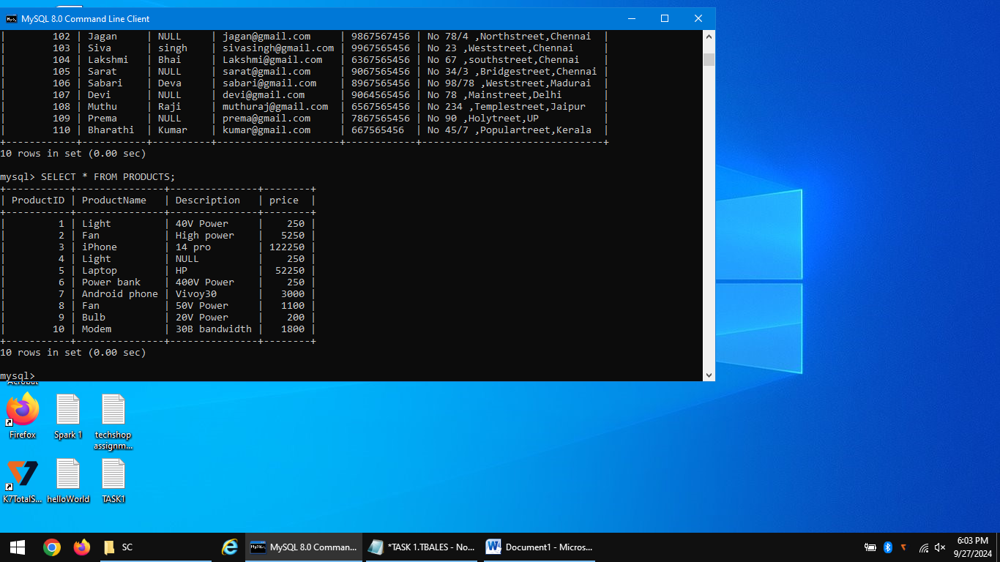 MySQL 8.0 Command Line Client
| 102 | Jagan | NULL | jagan@gmail.com | 9867567456 | No 78/4 ,Northstreet,Chennai |
| 103 | Siva | singh | sivasingh@gmail.com | 9967565456 | No 23 ,Weststreet,Chennai |
| 104 | Lakshmi | Bhai | Lakshmi@gmail.com | 6367565456 | No 67 ,southstreet,Chennai |
| 105 | Sarat | NULL | sarat@gmail.com | 9067565456 | No 34/3 ,Bridgestreet,Chennai |
| 106 | Sabari | Deva | sabari@gmail.com | 8967565456 | No 98/78 ,Weststreet,Madurai |
| 107 | Devi | NULL | devi@gmail.com | 9064565456 | No 78 ,Mainstreet,Delhi |
| 108 | Muthu | Raji | muthuraj@gmail.com | 6567565456 | No 234 ,Templestreet,Jaipur |
| 109 | Prema | NULL | prema@gmail.com | 7867565456 | No 90 ,Holytreet,UP |
| 110 | Bharathi | Kumar | kumar@gmail.com | 667565456 | No 45/7 ,Populartreet,Kerala |
+------------+-----------+----------+----------------------+------------+-------------------------------+
10 rows in set (0.00 sec)
mysql> SELECT * FROM PRODUCTS;
+-----------+---------------+---------------+--------+
| ProductID | ProductName | Description | price |
+-----------+---------------+---------------+--------+
| 1 | Light | 40V Power | 250 |
| 2 | Fan | High power | 5250 |
| 3 | iPhone | 14 pro | 122250 |
| 4 | Light | NULL | 250 |
| 5 | Laptop | HP | 52250 |
| 6 | Power bank | 400V Power | 250 |
| 7 | Android phone | Vivoy30 | 3000 |
| 8 | Fan | 50V Power | 1100 |
| 9 | Bulb | 20V Power | 200 |
| 10 | Modem | 30B bandwidth | 1800 |
+-----------+---------------+---------------+--------+
10 rows in set (0.00 sec)
mysql>
Acrobat
Firefox
Spark 1
techshop
assignm...
K7TotalS...
helloWorld
TASK1
SC
MySQL 8.0 Comman...
*TASK 1.TBALES - No...
Document1 - Micros...
6:03 PM
9/27/2024